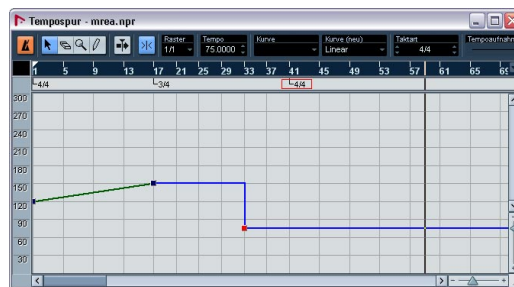 Tempospur - mrea.npr
Raster Tempo Kurve Kurve (neu) Taktart Tempoaufnahm
1/1 75.0000 Linear 4/4
1 5 9 13 17 21 25 29 33 37 41 45 49 53 57 61 65 69
4/4 3/4 4/4
300
270
240
210
180
150
120
90
60
30